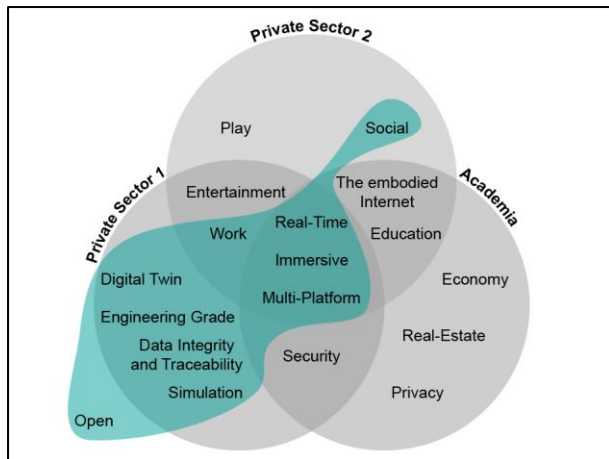 Private Sector 2
Play
Social
Private Sector 1
Academia
Entertainment
The embodied
Internet
Work
Real-Time
Education
Immersive
Digital Twin
Economy
Multi-Platform
Engineering Grade
Real-Estate
Data Integrity
and Traceability
Security
Simulation
Privacy
Open